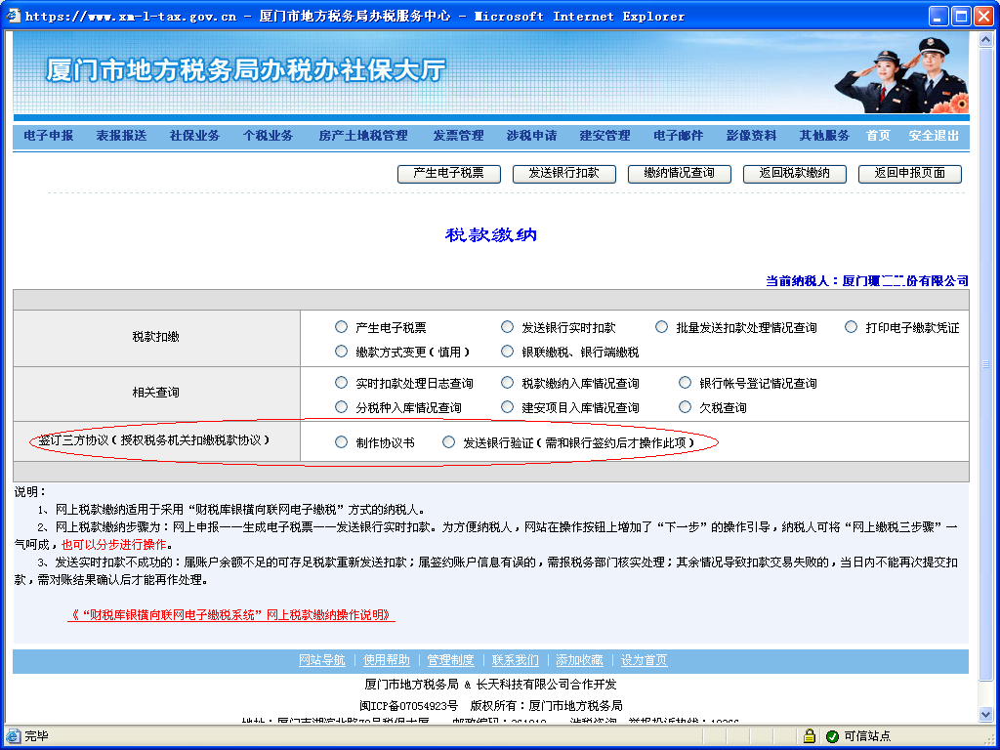 https://www.xm-l-tax.gov.cn - 厦门市地方税务局办税服务中心 - Microsoft Internet Explorer
厦门市地方税务局办税办社保大厅
电子申报 表报报送 社保业务 个税业务 房产土地税管理 发票管理 涉税申请 建安管理 电子邮件 影像资料 其他服务 首页 安全退出
产生电子税票 发送银行扣款 缴纳情况查询 返回税款缴纳 返回申报页面
税款缴纳
当前纳税人：厦门 份有限公司
税款扣缴
产生电子税票 发送银行实时扣款 批量发送扣款处理情况查询 打印电子缴款凭证
缴款方式变更（慎用） 银联缴税、银行端缴税
相关查询
实时扣款处理日志查询 税款缴纳入库情况查询 银行帐号登记情况查询
分税种入库情况查询 建安项目入库情况查询 欠税查询
签订三方协议（授权税务机关扣缴税款协议） 制作协议书 发送银行验证（需和银行签约后才操作此项）
说明：
1、网上税款缴纳适用于采用“财税库银横向联网电子缴税”方式的纳税人。
2、网上税款缴纳步骤为：网上申报——生成电子税票——发送银行实时扣款。为方便纳税人，网站在操作按钮上增加了“下一步”的操作引导，纳税人可将“网上缴税三步骤”一
气呵成，也可以分步进行操作。
3、发送实时扣款不成功的：属账户余额不足的可存足税款重新发送扣款；属签约账户信息有误的，需报税务部门核实处理；其余情况导致扣款交易失败的，当日内不能再次提交扣
款，需对账结果确认后才能再作处理。
《“财税库银横向联网电子缴税系统”网上税款缴纳操作说明》
网站导航 | 使用帮助 | 管理制度 | 联系我们 | 添加收藏 | 设为首页
厦门市地方税务局 & 长天科技有限公司合作开发
闽ICP备07054923号 版权所有：厦门市地方税务局
完毕 可信站点